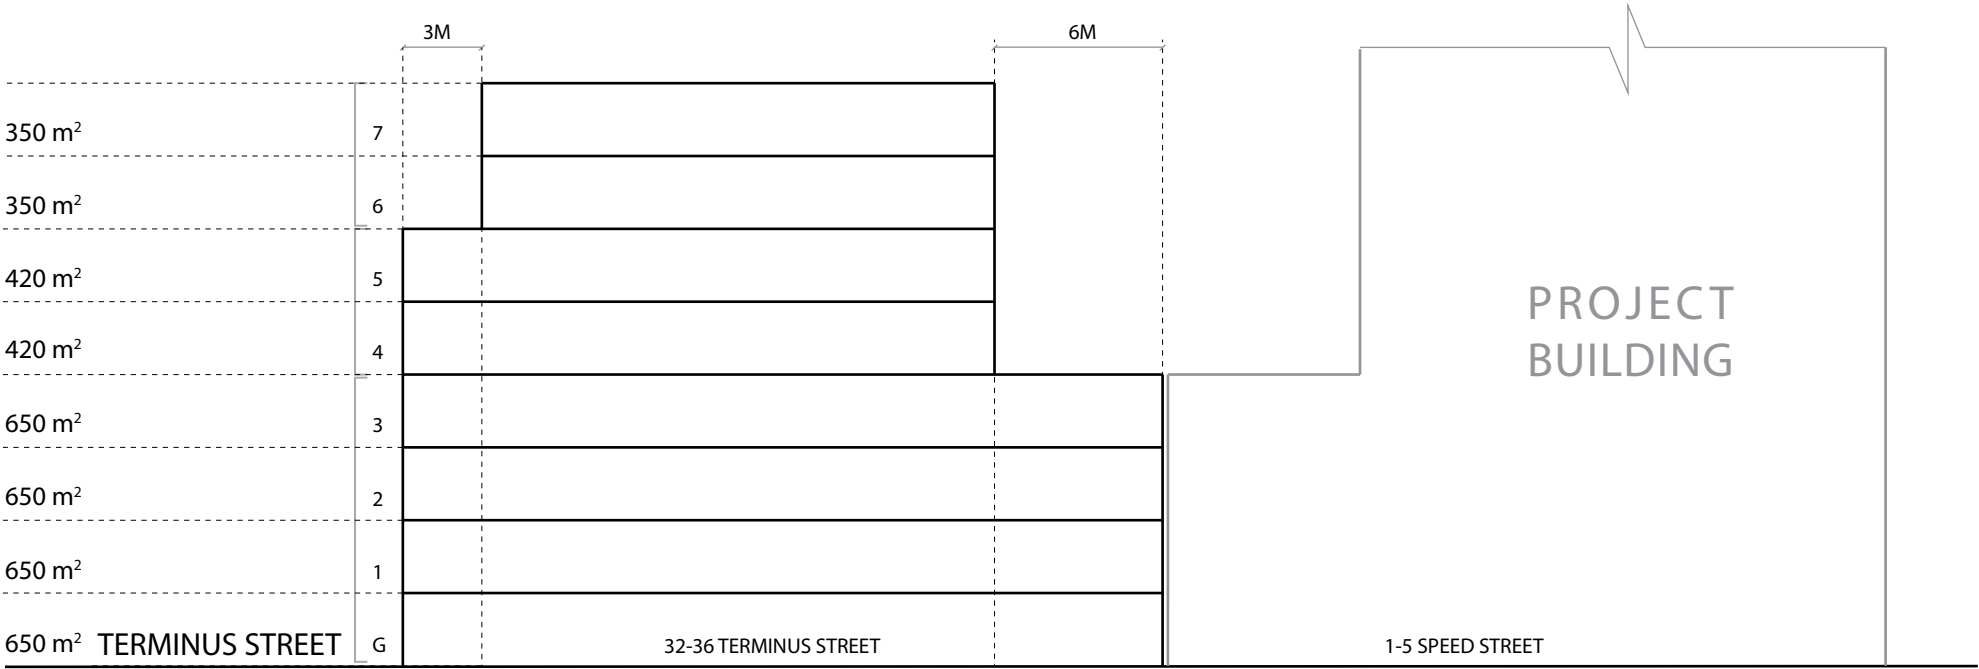 3M
6M
350 m²
7
350 m²
6
420 m²
5
PROJECT
BUILDING
420 m²
4
650 m²
3
650 m²
2
650 m²
1
650 m² TERMINUS STREET
G
32-36 TERMINUS STREET
1-5 SPEED STREET